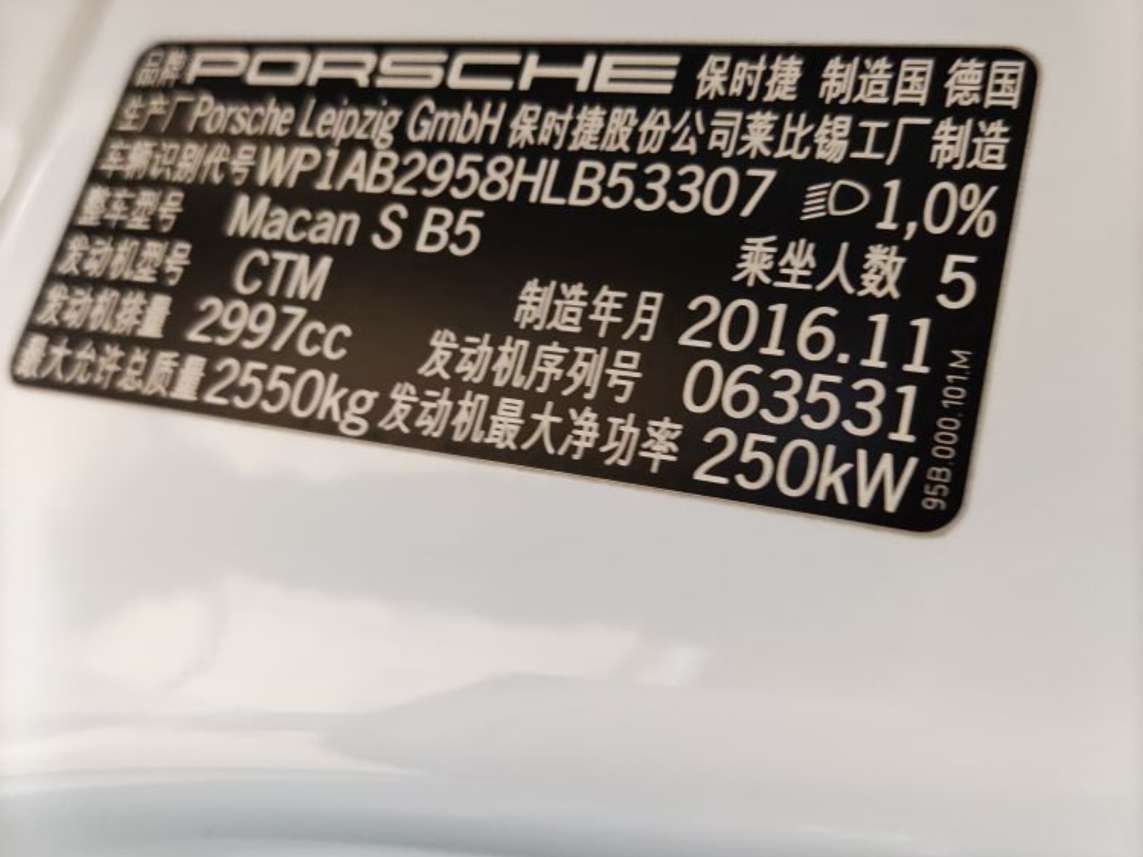 品牌 PORSCHE 保时捷 制造国 德国
生产厂 Porsche Leipzig GmbH 保时捷股份公司莱比锡工厂制造
车辆识别代号 WP1AB2958HLB53307 1,0%
整车型号 Macan S B5 乘坐人数 5
发动机型号 CTM 制造年月 2016.11
发动机排量 2997cc 发动机序列号 063531
最大允许总质量 2550kg 发动机最大净功率 250kW
95B.000.101.M